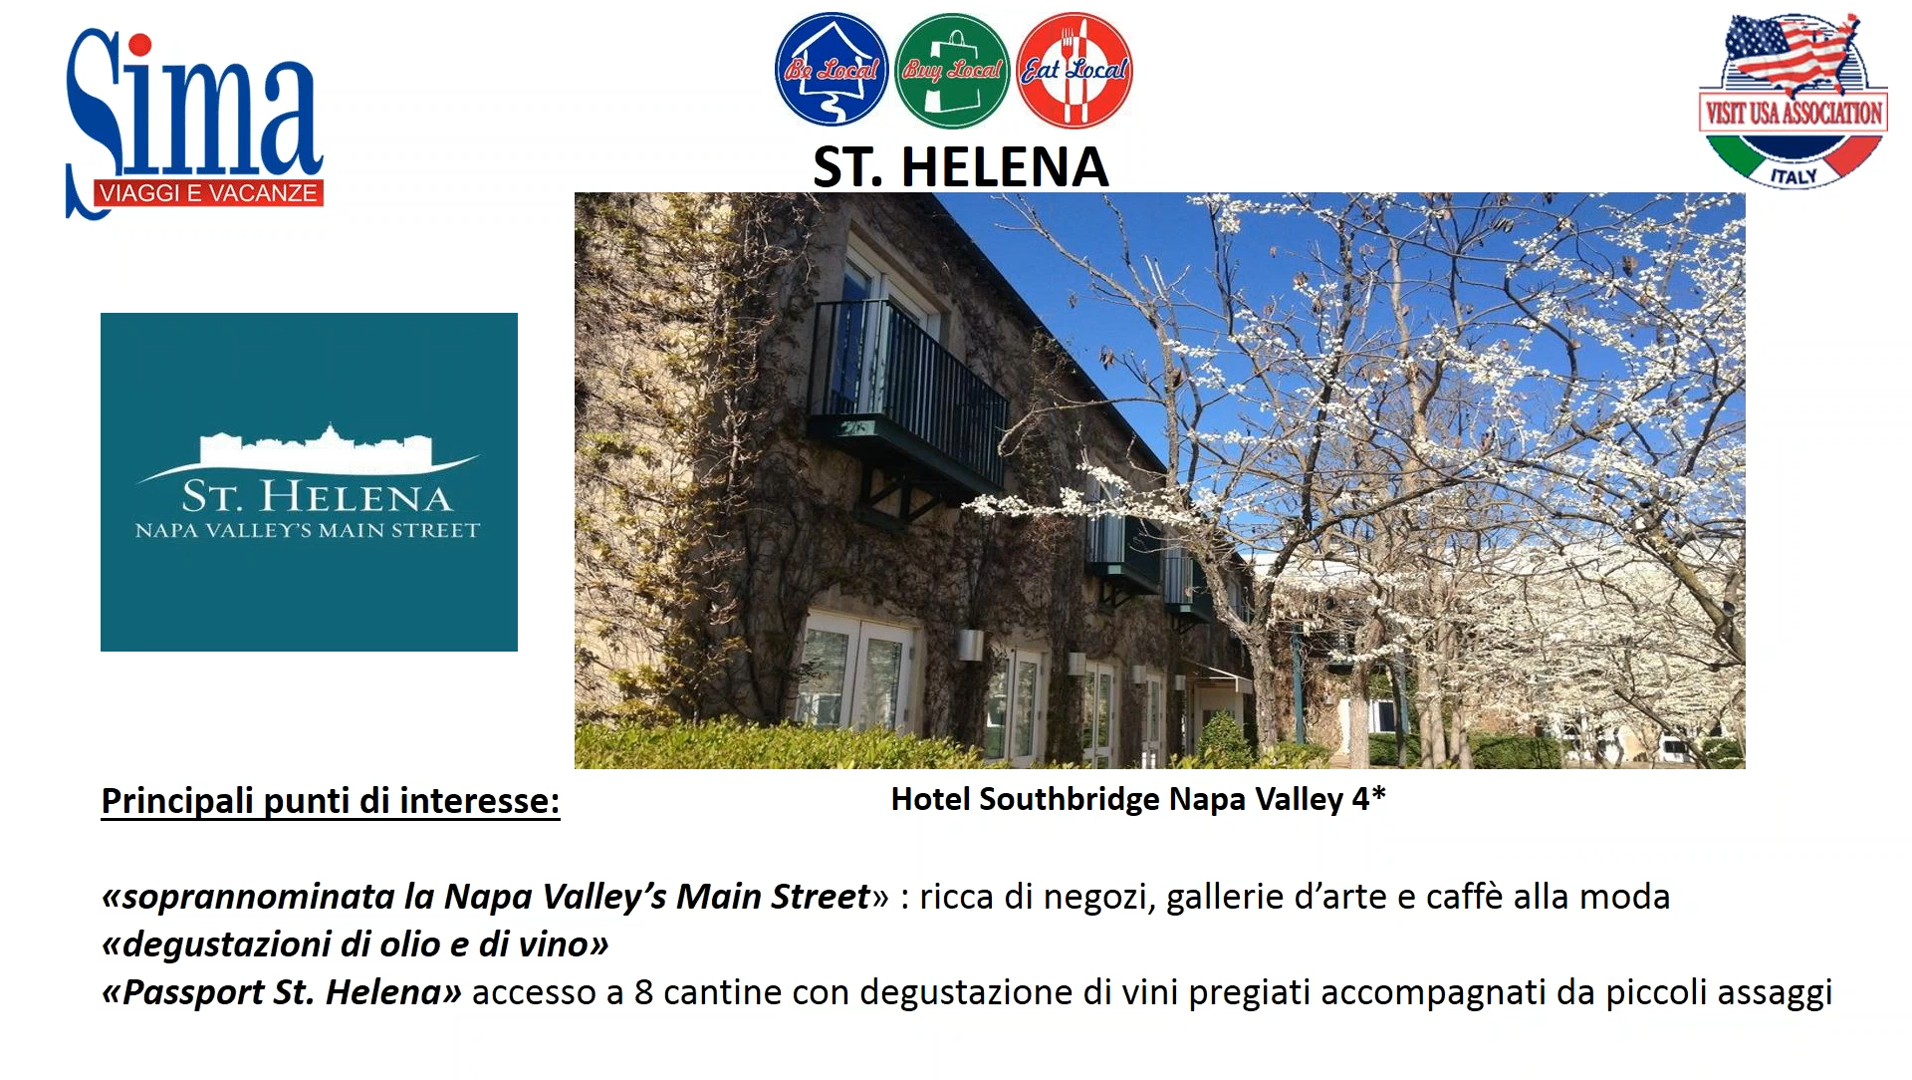 Sima
VIAGGI E VACANZE
Be Local
Buy Local
Eat Local
VISIT USA ASSOCIATION
ITALY
ST. HELENA
ST. HELENA
NAPA VALLEY'S MAIN STREET
Principali punti di interesse:
Hotel Southbridge Napa Valley 4*
«soprannominata la Napa Valley’s Main Street» : ricca di negozi, gallerie d’arte e caffè alla moda
«degustazioni di olio e di vino»
«Passport St. Helena» accesso a 8 cantine con degustazione di vini pregiati accompagnati da piccoli assaggi